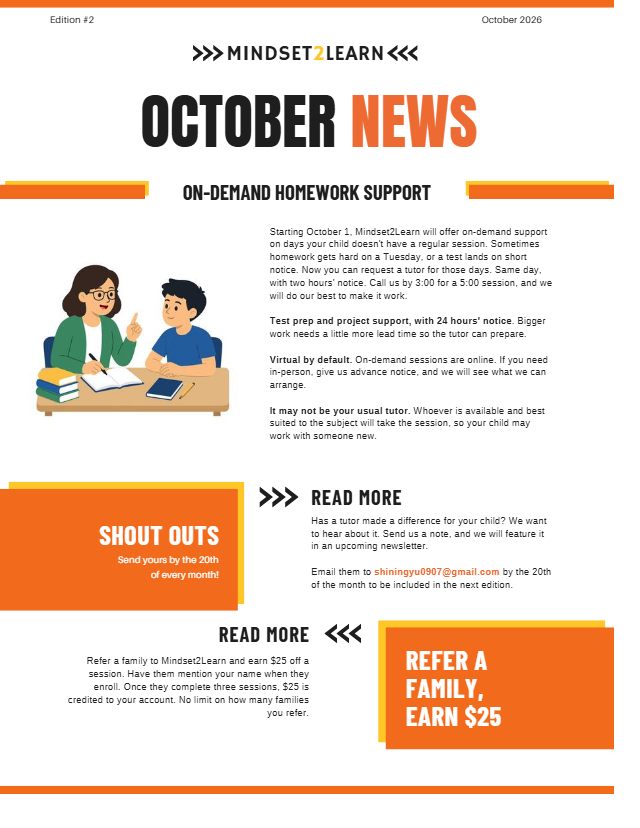 Edition #2
October 2026
MINDSET2LEARN
OCTOBER NEWS
ON-DEMAND HOMEWORK SUPPORT
Starting October 1, Mindset2Learn will offer on-demand support
on days your child doesn't have a regular session. Sometimes
homework gets hard on a Tuesday, or a test lands on short
notice. Now you can request a tutor for those days. Same day,
with two hours' notice. Call us by 3:00 for a 5:00 session, and we
will do our best to make it work.
Test prep and project support, with 24 hours' notice. Bigger
work needs a little more lead time so the tutor can prepare.
Virtual by default. On-demand sessions are online. If you need
in-person, give us advance notice, and we will see what we can
arrange.
It may not be your usual tutor. Whoever is available and best
suited to the subject will take the session, so your child may
work with someone new.
SHOUT OUTS
Send yours by the 20th
of every month!
READ MORE
Has a tutor made a difference for your child? We want
to hear about it. Send us a note, and we will feature it
in an upcoming newsletter.
Email them to shiningyu0907@gmail.com by the 20th
of the month to be included in the next edition.
READ MORE
Refer a family to Mindset2Learn and earn $25 off a
session. Have them mention your name when they
enroll. Once they complete three sessions, $25 is
credited to your account. No limit on how many families
you refer.
REFER A
FAMILY,
EARN $25